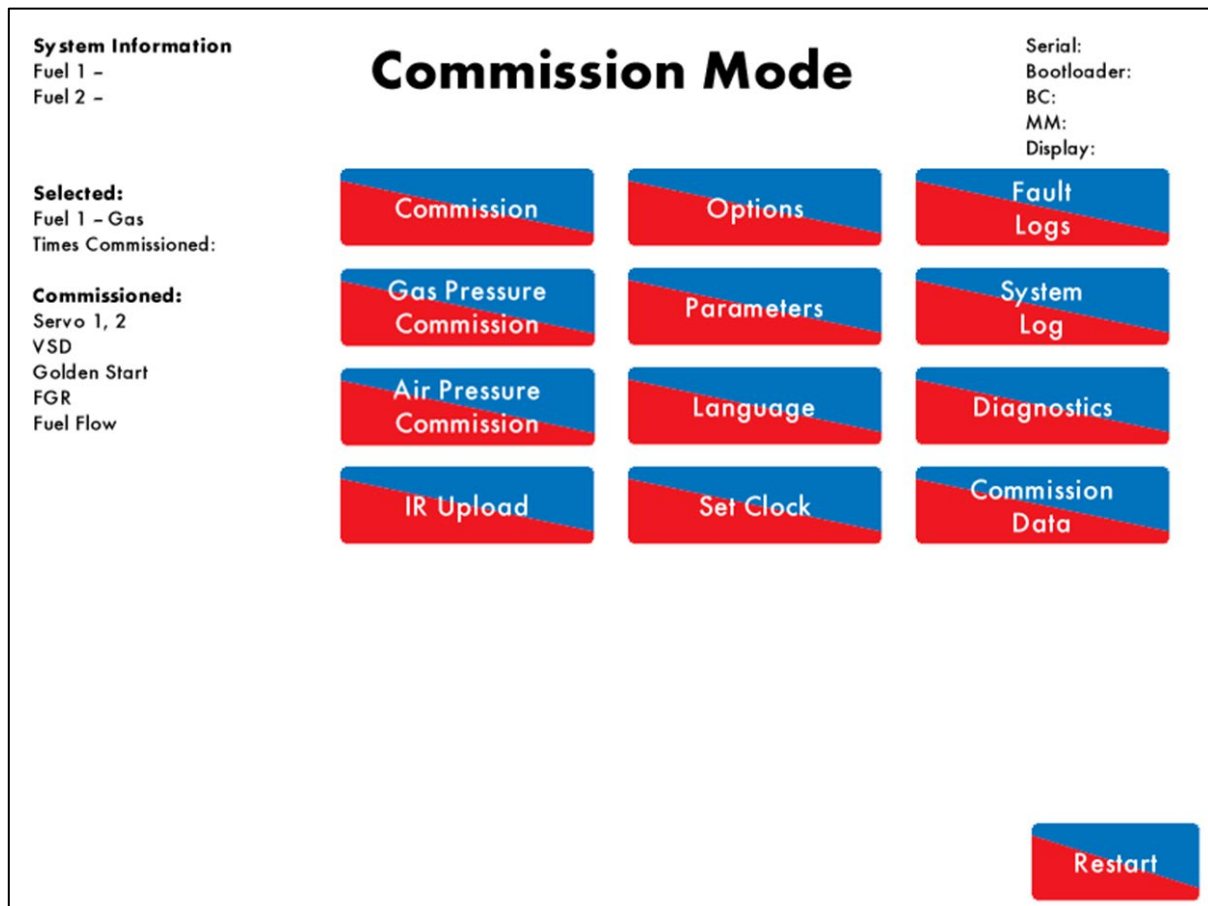 System Information
Fuel 1 –
Fuel 2 –
Commission Mode
Serial:
Bootloader:
BC:
MM:
Display:
Selected:
Fuel 1 – Gas
Times Commissioned:
Commissioned:
Servo 1, 2
VSD
Golden Start
FGR
Fuel Flow
Commission
Options
Fault
Logs
Gas Pressure
Commission
Parameters
System
Log
Air Pressure
Commission
Language
Diagnostics
IR Upload
Set Clock
Commission
Data
Restart